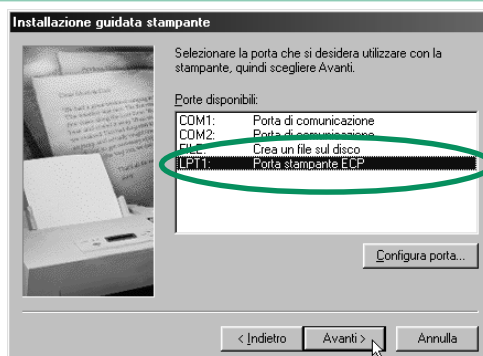 Installazione guidata stampante
Selezionare la porta che si desidera utilizzare con la
stampante, quindi scegliere Avanti.
Porte disponibili:
COM1: Porta di comunicazione
COM2: Porta di comunicazione
FILE: Crea un file sul disco
LPT1: Porta stampante ECP
Configura porta...
< Indietro
Avanti >
Annulla